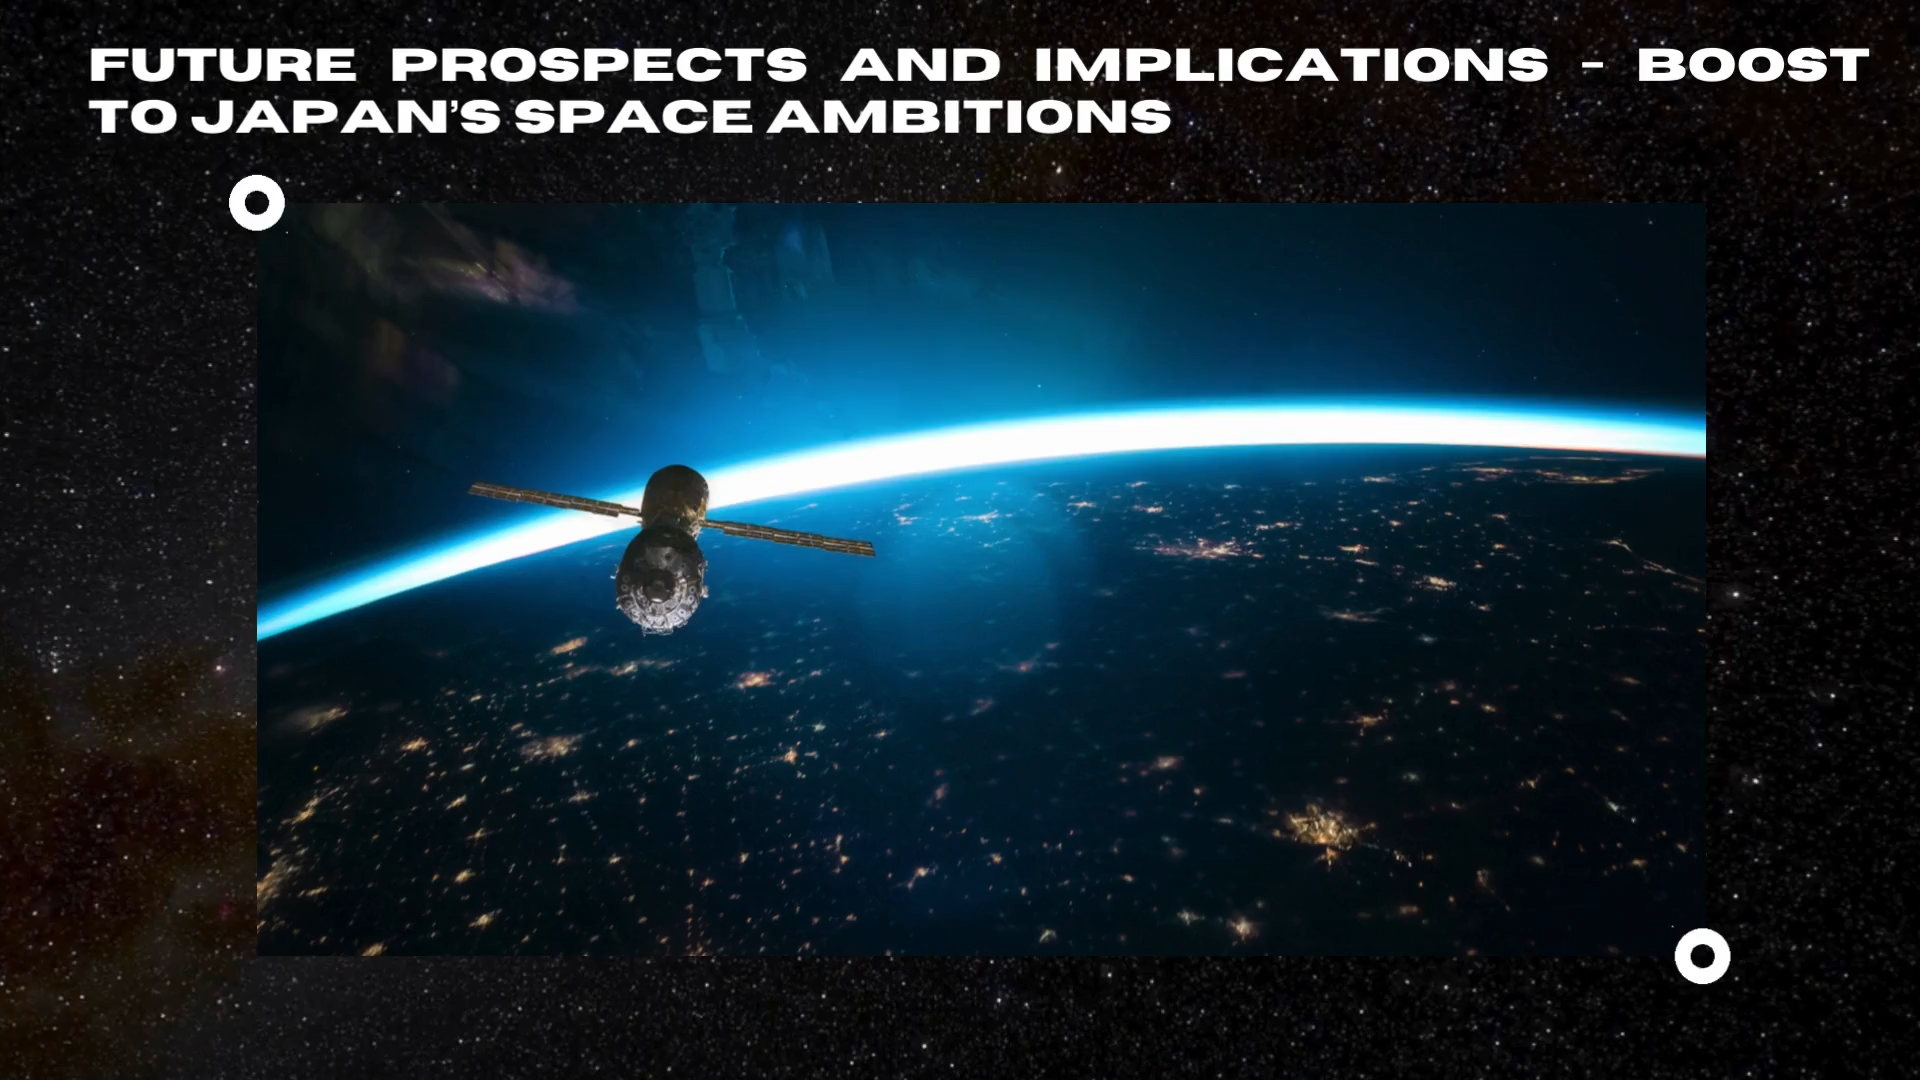 FUTURE PROSPECTS AND IMPLICATIONS - BOOST
TO JAPAN’S SPACE AMBITIONS